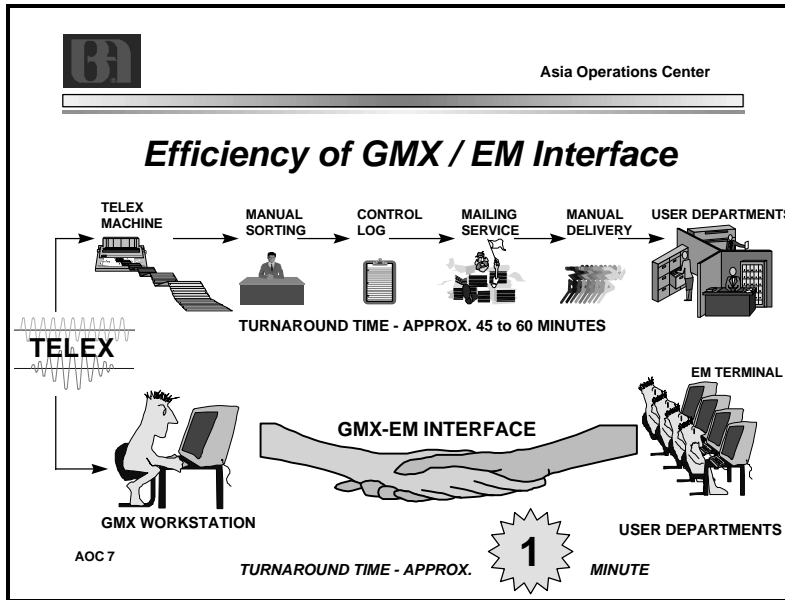 BA
Asia Operations Center
Efficiency of GMX / EM Interface
TELEX
MACHINE
MANUAL
SORTING
CONTROL
LOG
MAILING
SERVICE
MANUAL
DELIVERY
USER DEPARTMENTS
TURNAROUND TIME - APPROX. 45 to 60 MINUTES
TELEX
EM TERMINAL
GMX-EM INTERFACE
GMX WORKSTATION
USER DEPARTMENTS
AOC 7
TURNAROUND TIME - APPROX. 1 MINUTE